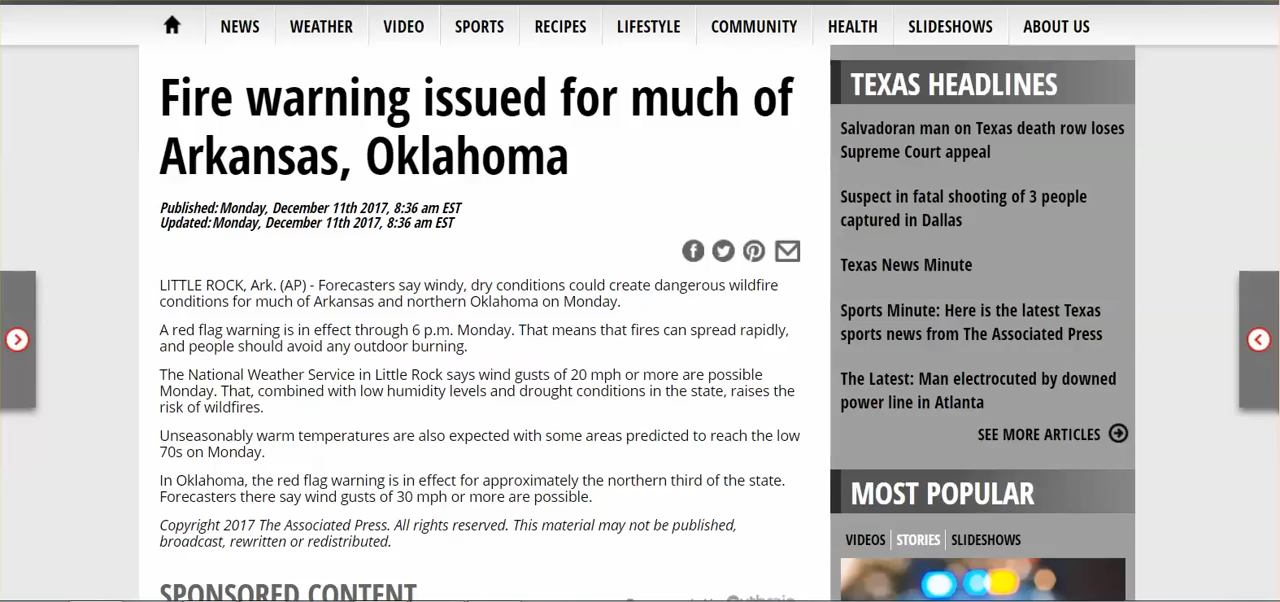 NEWS WEATHER VIDEO SPORTS RECIPES LIFESTYLE COMMUNITY HEALTH SLIDESHOWS ABOUT US
Fire warning issued for much of
Arkansas, Oklahoma
Published: Monday, December 11th 2017, 8:36 am EST
Updated: Monday, December 11th 2017, 8:36 am EST
LITTLE ROCK, Ark. (AP) - Forecasters say windy, dry conditions could create dangerous wildfire
conditions for much of Arkansas and northern Oklahoma on Monday.
A red flag warning is in effect through 6 p.m. Monday. That means that fires can spread rapidly,
and people should avoid any outdoor burning.
The National Weather Service in Little Rock says wind gusts of 20 mph or more are possible
Monday. That, combined with low humidity levels and drought conditions in the state, raises the
risk of wildfires.
Unseasonably warm temperatures are also expected with some areas predicted to reach the low
70s on Monday.
In Oklahoma, the red flag warning is in effect for approximately the northern third of the state.
Forecasters there say wind gusts of 30 mph or more are possible.
Copyright 2017 The Associated Press. All rights reserved. This material may not be published,
broadcast, rewritten or redistributed.
SPONSORED CONTENT
TEXAS HEADLINES
Salvadoran man on Texas death row loses
Supreme Court appeal
Suspect in fatal shooting of 3 people
captured in Dallas
Texas News Minute
Sports Minute: Here is the latest Texas
sports news from The Associated Press
The Latest: Man electrocuted by downed
power line in Atlanta
SEE MORE ARTICLES
MOST POPULAR
VIDEOS STORIES SLIDESHOWS